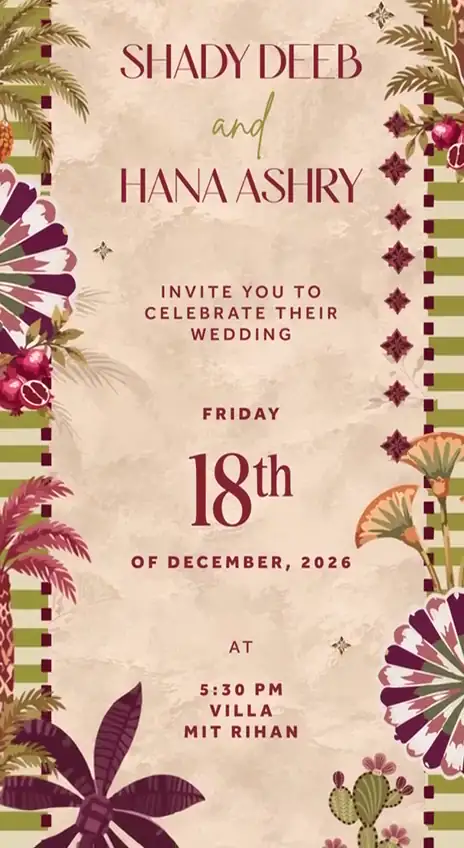 SHADY DEEB
and
HANA ASHRY
INVITE YOU TO
CELEBRATE THEIR
WEDDING
FRIDAY
18th
OF DECEMBER, 2026
AT
5:30 PM
VILLA
MIT RIHAN